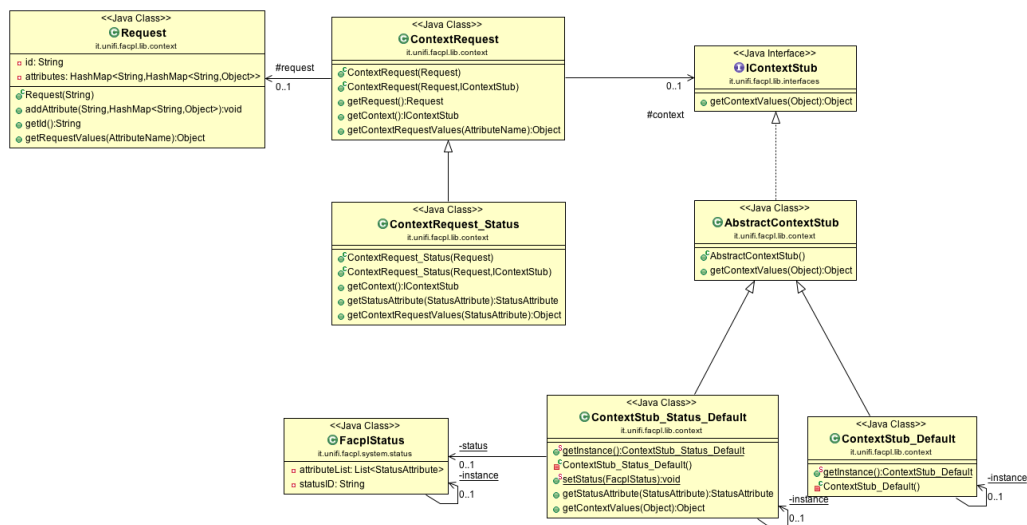 <<Java Class>>
Request
it.unifi.facpl.lib.context
id: String
attributes: HashMap<String,HashMap<String,Object>>
Request(String)
addAttribute(String,HashMap<String,Object>):void
getId():String
getRequestValues(AttributeName):Object
#request
0..1
<<Java Class>>
ContextRequest
it.unifi.facpl.lib.context
ContextRequest(Request)
ContextRequest(Request,IContextStub)
getRequest():Request
getContext():IContextStub
getContextRequestValues(AttributeName):Object
0..1
#context
<<Java Interface>>
IContextStub
it.unifi.facpl.lib.interfaces
getContextValues(Object):Object
<<Java Class>>
ContextRequest_Status
it.unifi.facpl.lib.context
ContextRequest_Status(Request)
ContextRequest_Status(Request,IContextStub)
getContext():IContextStub
getStatusAttribute(StatusAttribute):StatusAttribute
getContextRequestValues(StatusAttribute):Object
<<Java Class>>
AbstractContextStub
it.unifi.facpl.lib.context
AbstractContextStub()
getContextValues(Object):Object
<<Java Class>>
FacplStatus
it.unifi.facpl.system.status
attributeList: List<StatusAttribute>
statusID: String
-status
0..1
-instance
0..1
<<Java Class>>
ContextStub_Status_Default
it.unifi.facpl.lib.context
getInstance():ContextStub_Status_Default
ContextStub_Status_Default()
setStatus(FacplStatus):void
getStatusAttribute(StatusAttribute):StatusAttribute
getContextValues(Object):Object
-instance
0..1
<<Java Class>>
ContextStub_Default
it.unifi.facpl.lib.context
getInstance():ContextStub_Default
ContextStub_Default()
-instance
0..1